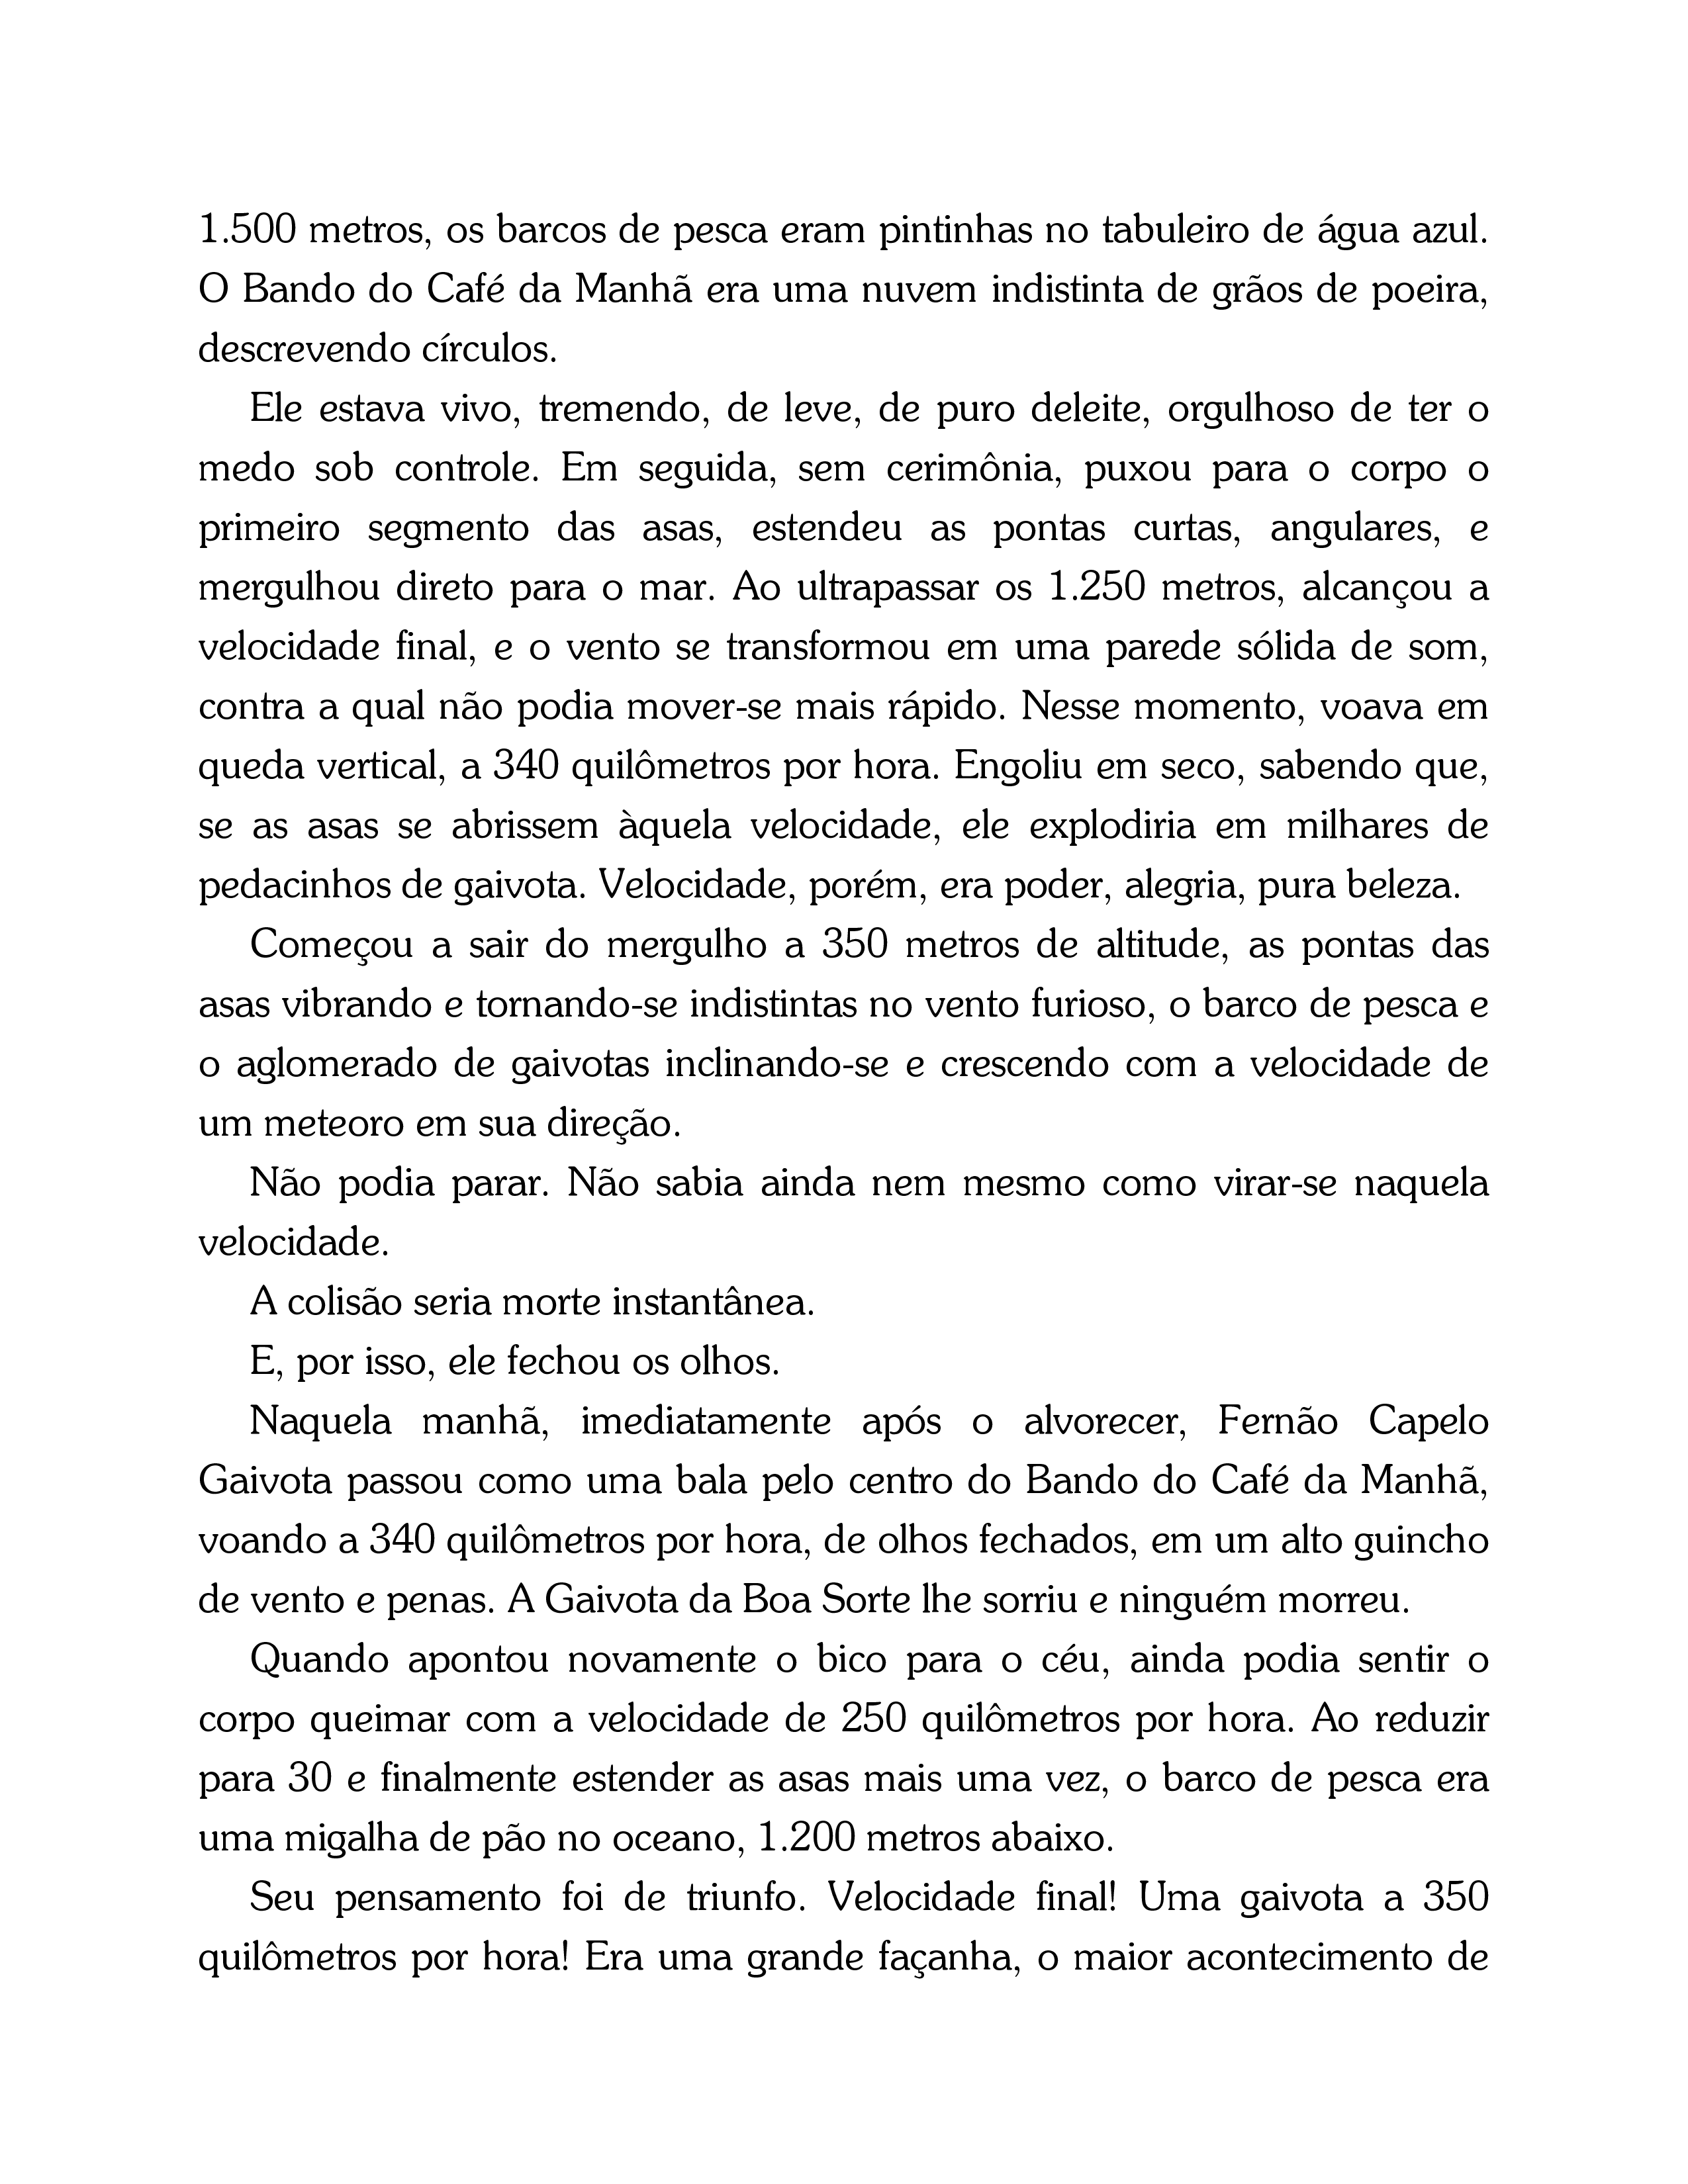 1.500 metros, os barcos de pesca eram pintinhas no tabuleiro de água azul.
O Bando do Café da Manhã era uma nuvem indistinta de grãos de poeira,
descrevendo círculos.
Ele estava vivo, tremendo, de leve, de puro deleite, orgulhoso de ter o
medo sob controle. Em seguida, sem cerimônia, puxou para o corpo o
primeiro segmento das asas, estendeu as pontas curtas, angulares, e
mergulhou direto para o mar. Ao ultrapassar os 1.250 metros, alcançou a
velocidade final, e o vento se transformou em uma parede sólida de som,
contra a qual não podia mover-se mais rápido. Nesse momento, voava em
queda vertical, a 340 quilômetros por hora. Engoliu em seco, sabendo que,
se as asas se abrissem àquela velocidade, ele explodiria em milhares de
pedacinhos de gaivota. Velocidade, porém, era poder, alegria, pura beleza.
Começou a sair do mergulho a 350 metros de altitude, as pontas das
asas vibrando e tornando-se indistintas no vento furioso, o barco de pesca e
o aglomerado de gaivotas inclinando-se e crescendo com a velocidade de
um meteoro em sua direção.
Não podia parar. Não sabia ainda nem mesmo como virar-se naquela
velocidade.
A colisão seria morte instantânea.
E, por isso, ele fechou os olhos.
Naquela manhã, imediatamente após o alvorecer, Fernão Capelo
Gaivota passou como uma bala pelo centro do Bando do Café da Manhã,
voando a 340 quilômetros por hora, de olhos fechados, em um alto guincho
de vento e penas. A Gaivota da Boa Sorte lhe sorriu e ninguém morreu.
Quando apontou novamente o bico para o céu, ainda podia sentir o
corpo queimar com a velocidade de 250 quilômetros por hora. Ao reduzir
para 30 e finalmente estender as asas mais uma vez, o barco de pesca era
uma migalha de pão no oceano, 1.200 metros abaixo.
Seu pensamento foi de triunfo. Velocidade final! Uma gaivota a 350
quilômetros por hora! Era uma grande façanha, o maior acontecimento de